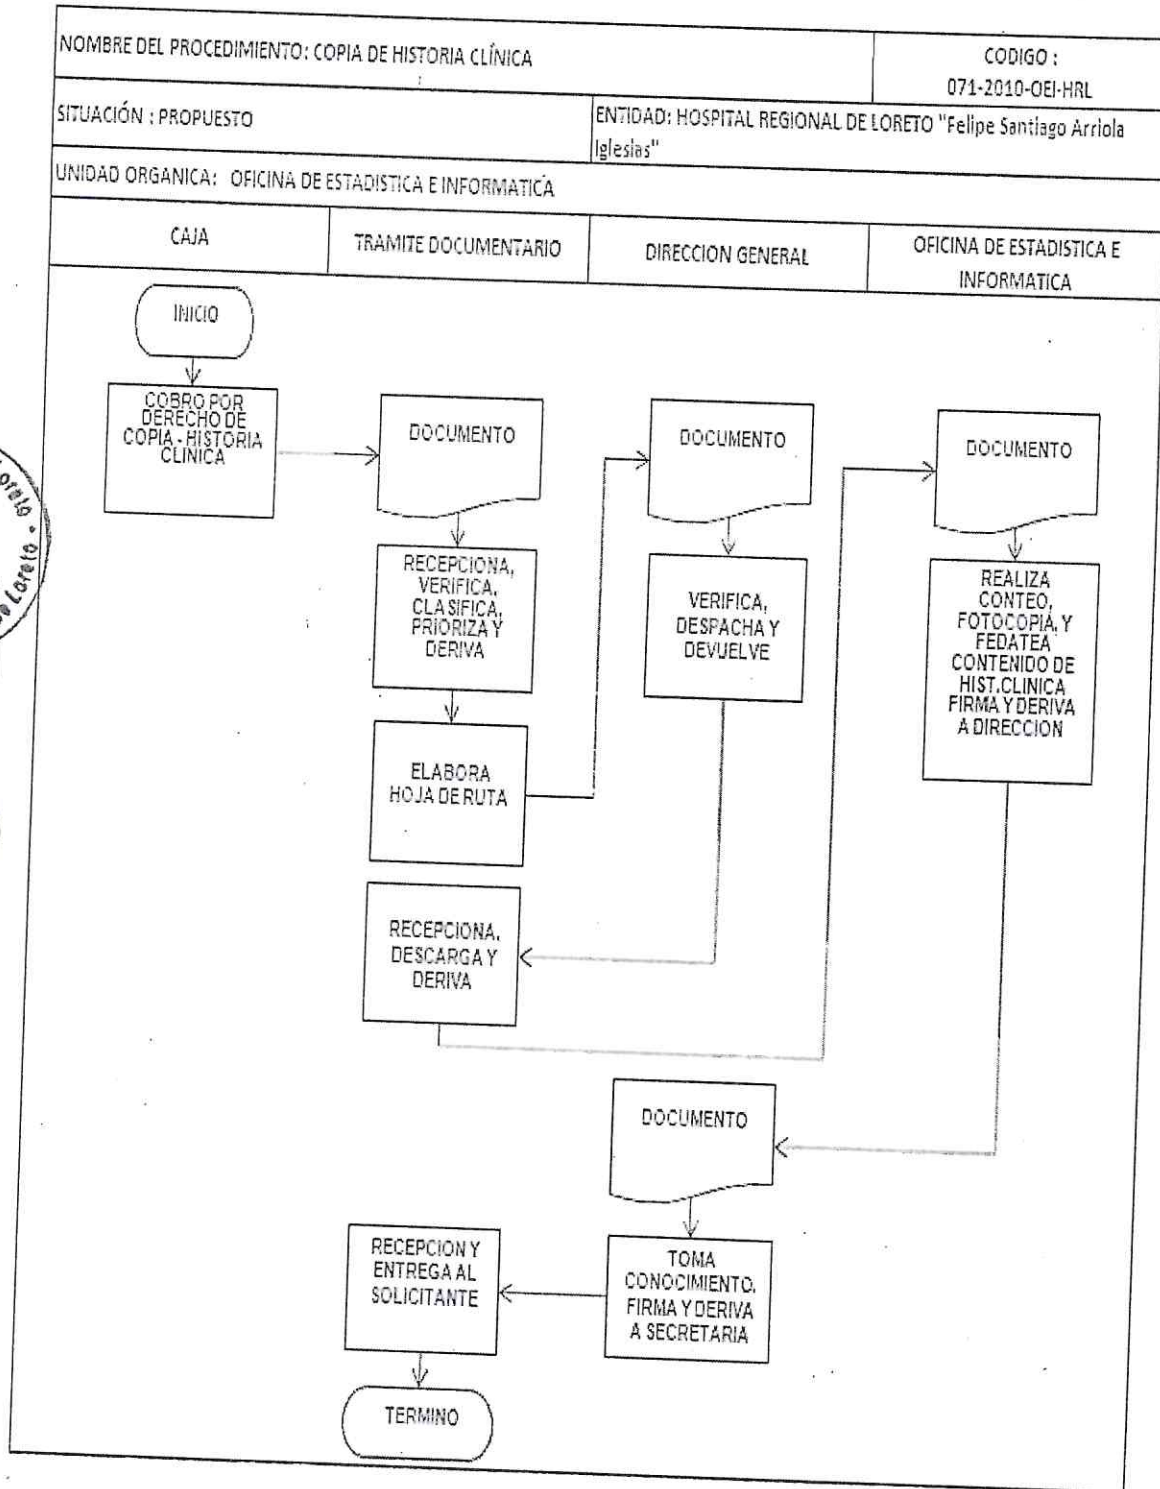 NOMBRE DEL PROCEDIMIENTO: COPIA DE HISTORIA CLÍNICA
:
CODIGO :
071-2010-OEI-HRL
SITUACIÓN : PROPUESTO
ENTIDAD: HOSPITAL REGIONAL DE LORETO "Felipe Santiago Arriola
Iglesias"
UNIDAD ORGANICA: OFICINA DE ESTADISTICA E INFORMATICA
CAJA
TRAMITE DOCUMENTARIO
DIRECCION GENERAL
OFICINA DE ESTADISTICA E
INFORMATICA
INICIO
COBRO POR
DERECHO DE
COPIA - HISTORIA
CLINICA
DOCUMENTO
DOCUMENTO
DOCUMENTO
RECEPCIONA,
VERIFICA,
CLASIFICA,
PRIORIZA Y
DERIVA
VERIFICA,
DESPACHA Y
DEVUELVE
REALIZA
CONTEO,
FOTOCOPIA, Y
FEDATEA
CONTENIDO DE
HIST.CLINICA
FIRMA Y DERIVA
A DIRECCION
ELABORA
HOJA DE RUTA
RECEPCIONA,
DESCARGA Y
DERIVA
DOCUMENTO
TOMA
CONOCIMIENTO,
FIRMA Y DERIVA
A SECRETARIA
RECEPCION Y
ENTREGA AL
SOLICITANTE
TERMINO
Loreto
de Loreto